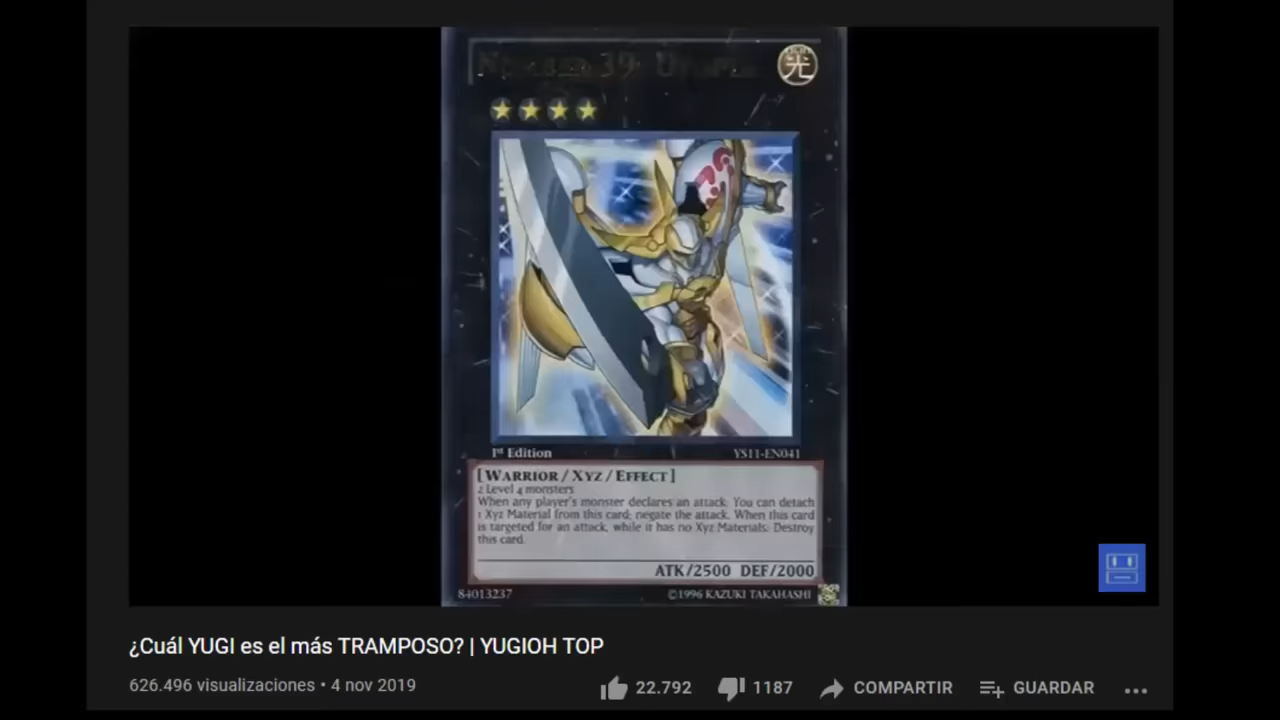 Number 39: Utopia
光
1st Edition
YS11-EN041
[WARRIOR / XYZ / EFFECT]
2 Level 4 monsters
When any player's monster declares an attack: You can detach
1 Xyz Material from this card; negate the attack. When this card
is targeted for an attack, while it has no Xyz Materials: Destroy
this card.
ATK/2500 DEF/2000
84013237
©1996 KAZUKI TAKAHASHI
¿Cuál YUGI es el más TRAMPOSO? | YUGIOH TOP
626.496 visualizaciones • 4 nov 2019
22.792
1187
COMPARTIR
GUARDAR